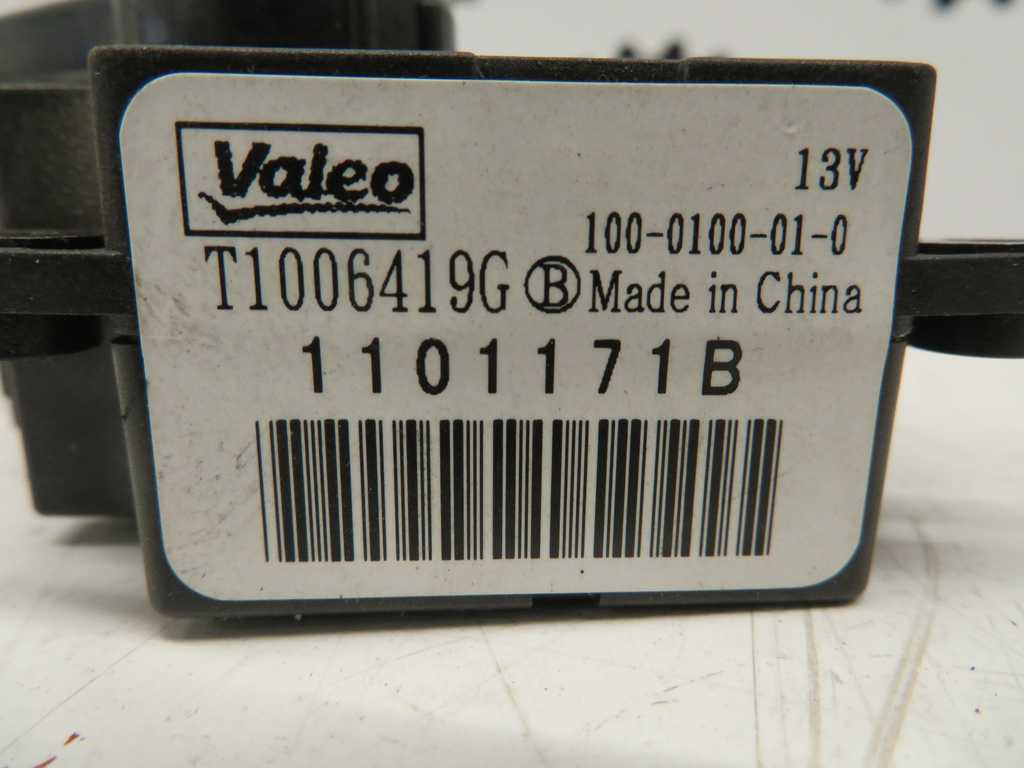 Valeo
13V
100-0100-01-0
T1006419G Ⓑ Made in China
1101171B